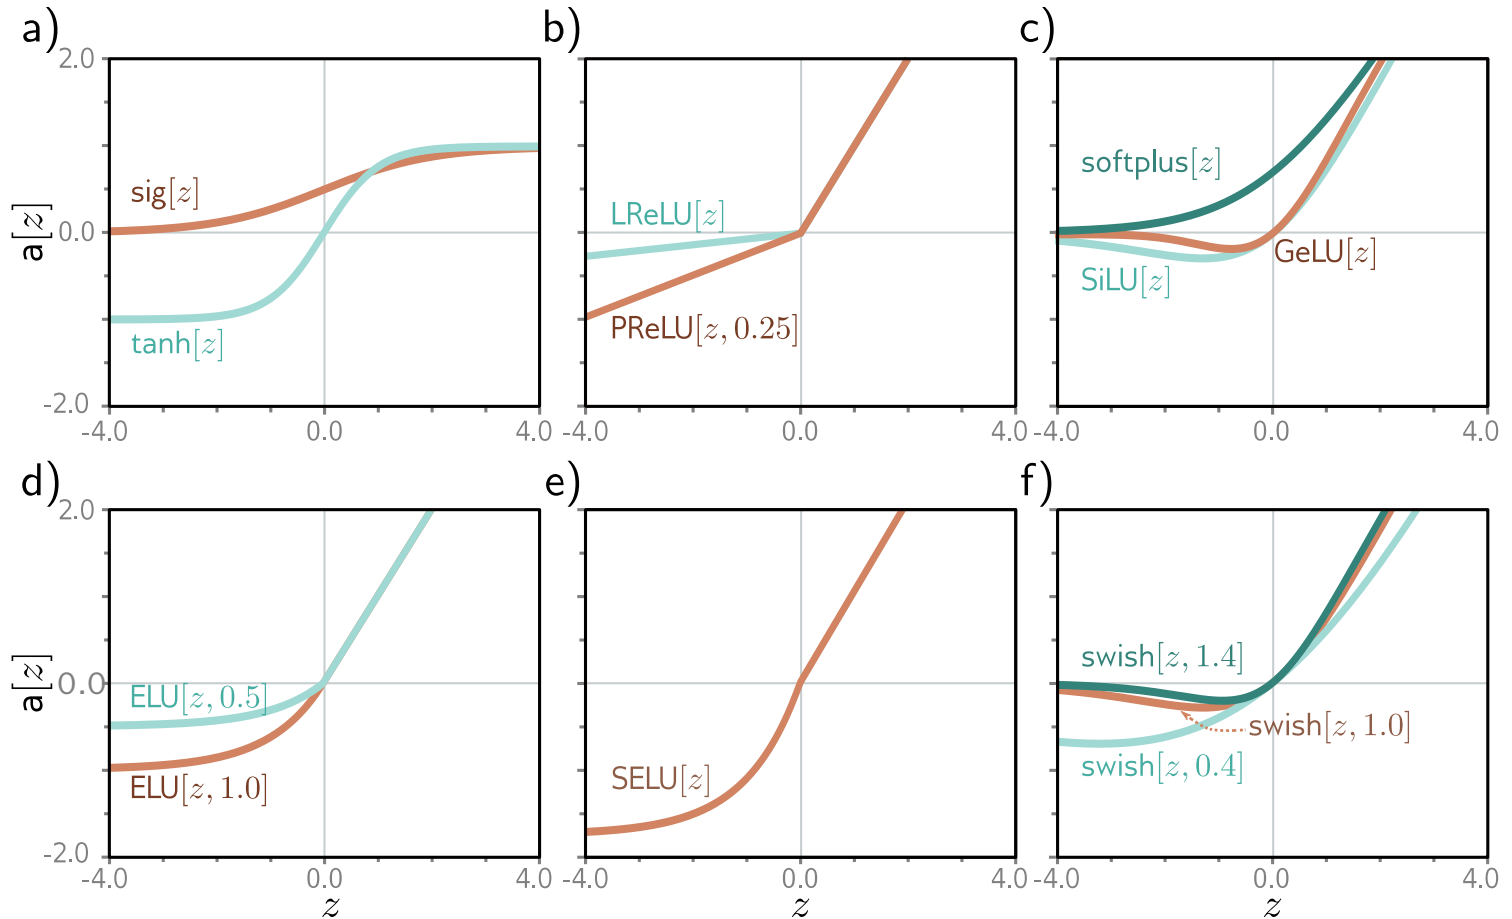 a) b) c)
2.0
softplus[z]
sig[z]
LReLU[z]
a[z] 0.0
GeLU[z]
SiLU[z]
PReLU[z, 0.25]
tanh[z]
-2.0
-4.0 0.0 4.0 -4.0 0.0 4.0 -4.0 0.0 4.0
d) e) f)
2.0
swish[z, 1.4]
a[z] 0.0
ELU[z, 0.5]
swish[z, 1.0]
swish[z, 0.4]
SELU[z]
ELU[z, 1.0]
-2.0
-4.0 0.0 4.0 -4.0 0.0 4.0 -4.0 0.0 4.0
z z z